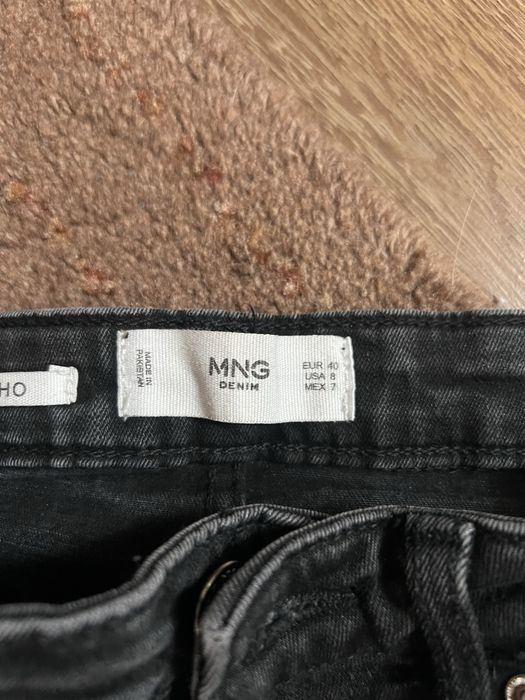 HO
MADE IN
PAKISTAN
MNG
DENIM
EUR 40
USA 8
MEX 7